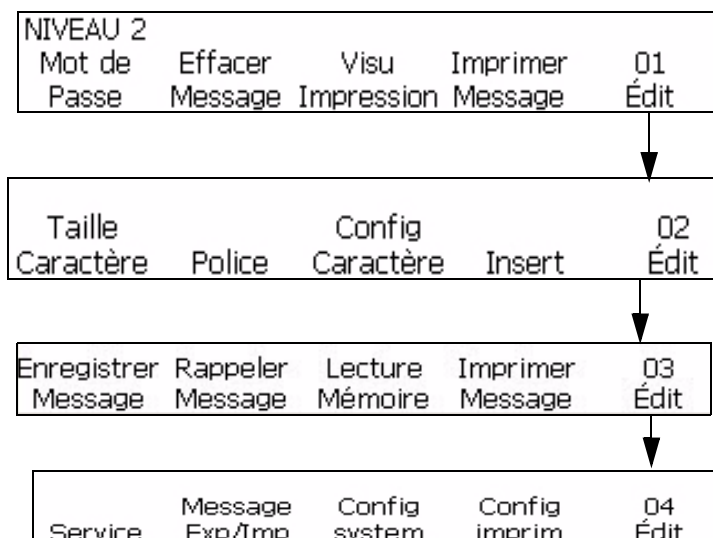 NIVEAU 2
Mot de Effacer Visu Imprimer 01
Passe Message Impression Message Édit
Taille Config 02
Caractère Police Caractère Insert Édit
Enregistrer Rappeler Lecture Imprimer 03
Message Message Mémoire Message Édit
Message Config Config 04
Service Exp/Imp system imprim Édit